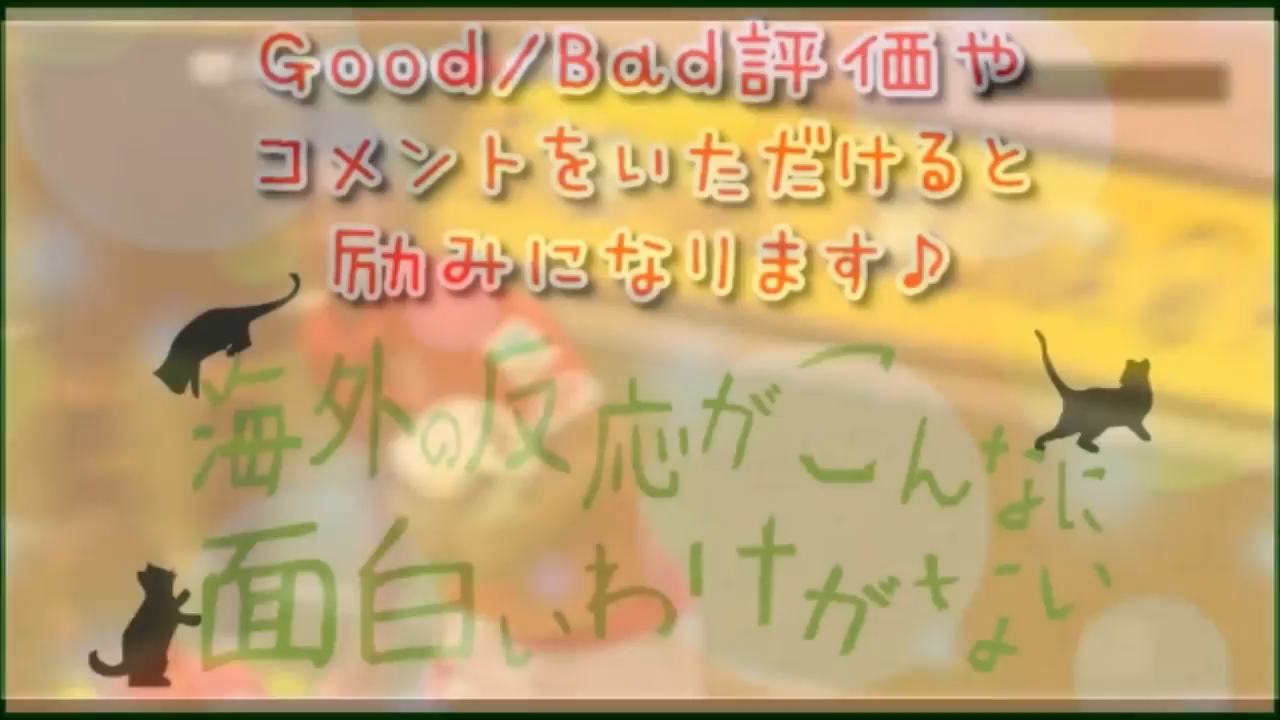 Good/Bad評価や
コメントをいただけると
励みになります♪
海外の反応がこんなに
面白いわけがない